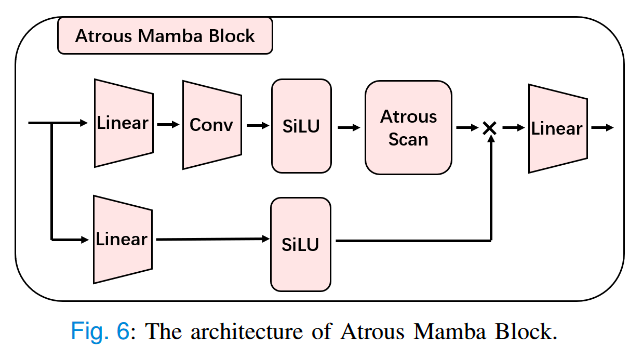 Atrous Mamba Block
Linear
Conv
SiLU
Atrous
Scan
×
Linear
Linear
SiLU
Fig. 6: The architecture of Atrous Mamba Block.